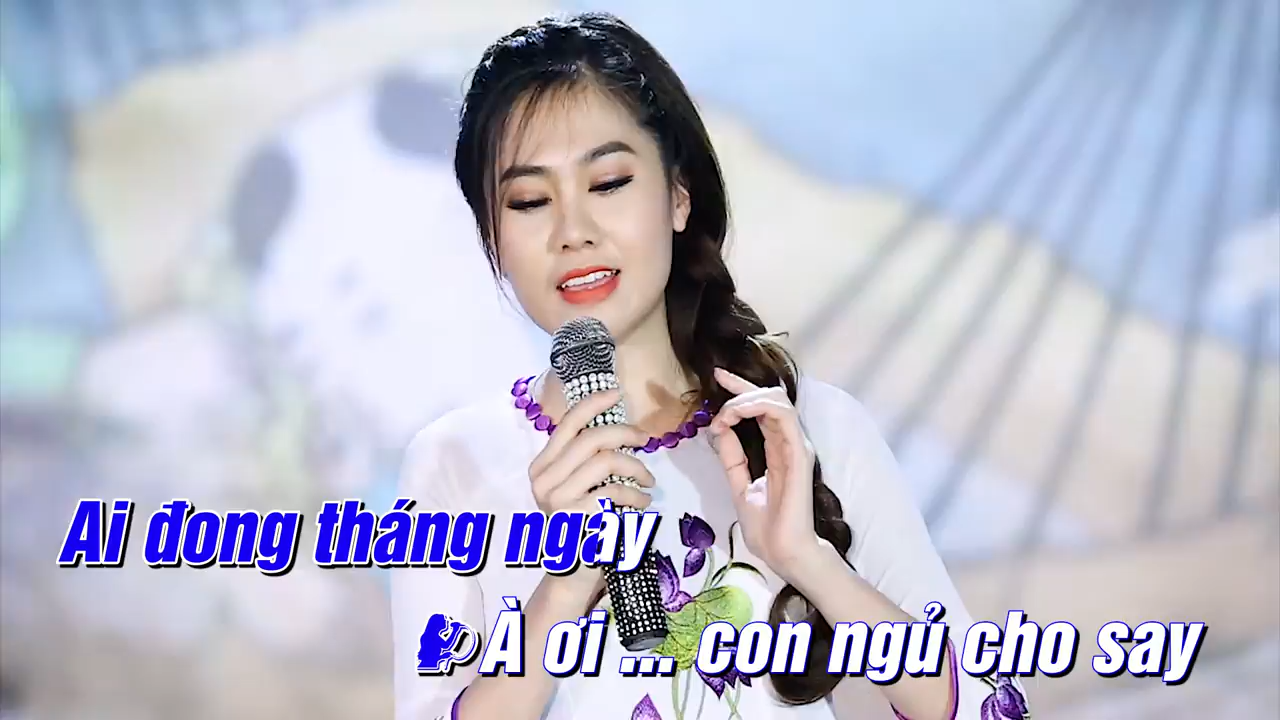 Ai đong tháng ngày
À ơi ... con ngủ cho say